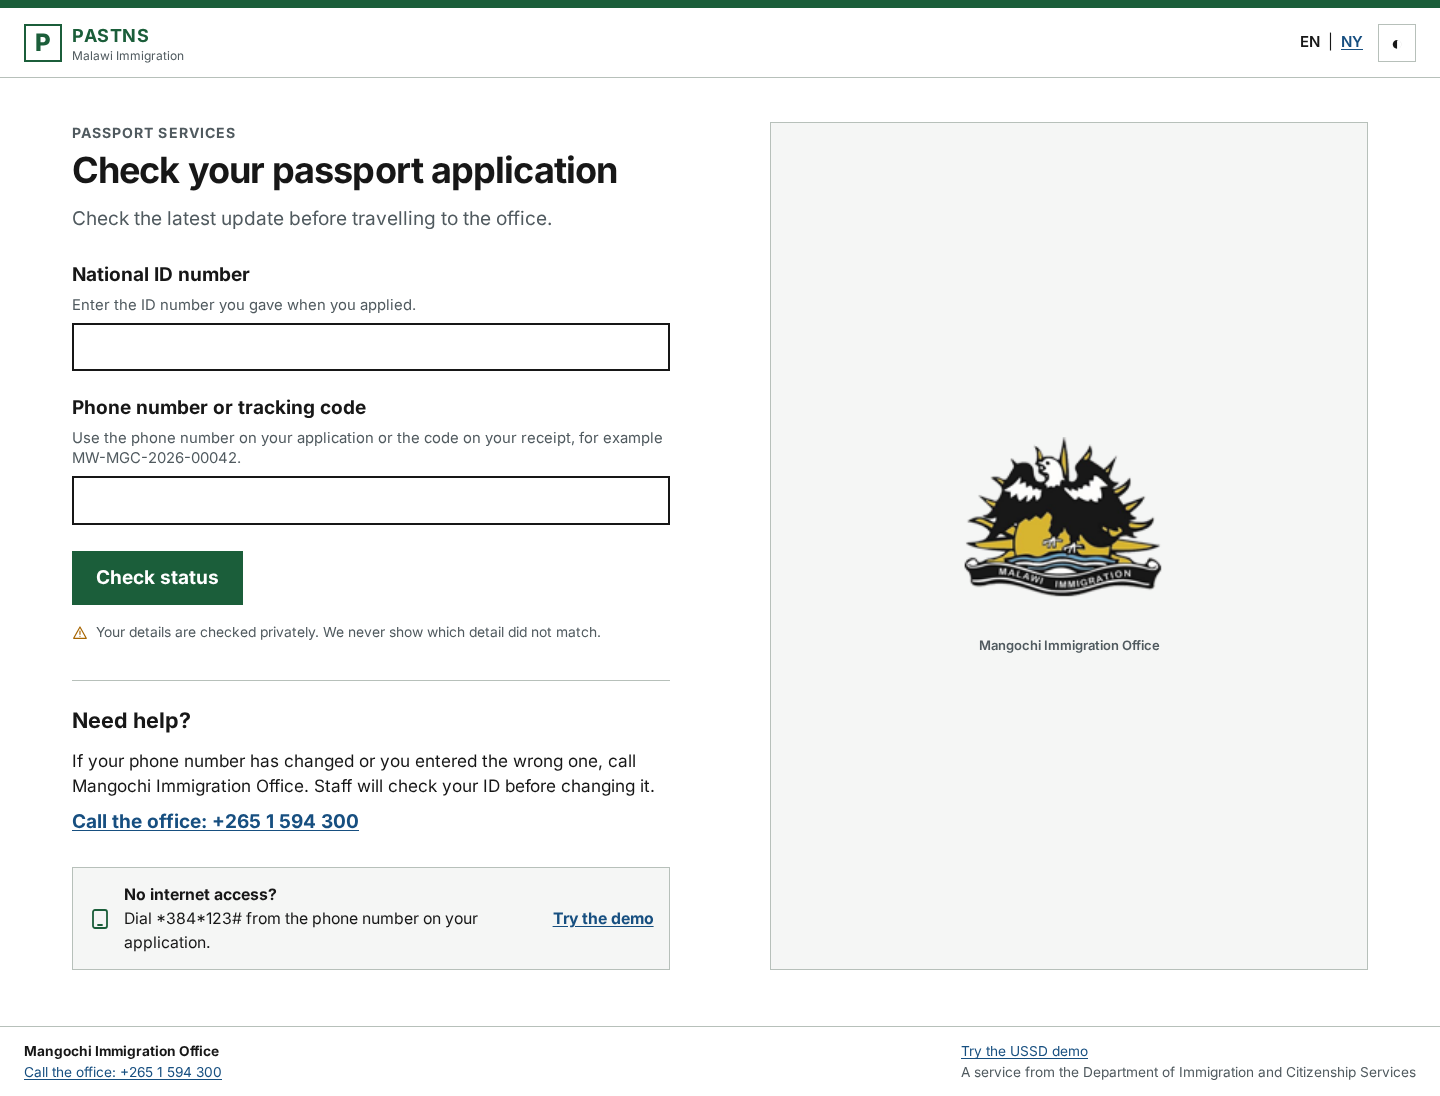 P
PASTNS
Malawi Immigration
EN | NY
PASSPORT SERVICES
Check your passport application
Check the latest update before travelling to the office.
National ID number
Enter the ID number you gave when you applied.
Phone number or tracking code
Use the phone number on your application or the code on your receipt, for example
MW-MGC-2026-00042.
Check status
Your details are checked privately. We never show which detail did not match.
Need help?
If your phone number has changed or you entered the wrong one, call
Mangochi Immigration Office. Staff will check your ID before changing it.
Call the office: +265 1 594 300
No internet access?
Dial *384*123# from the phone number on your
application.
Try the demo
MALAWI IMMIGRATION
Mangochi Immigration Office
Mangochi Immigration Office
Call the office: +265 1 594 300
Try the USSD demo
A service from the Department of Immigration and Citizenship Services